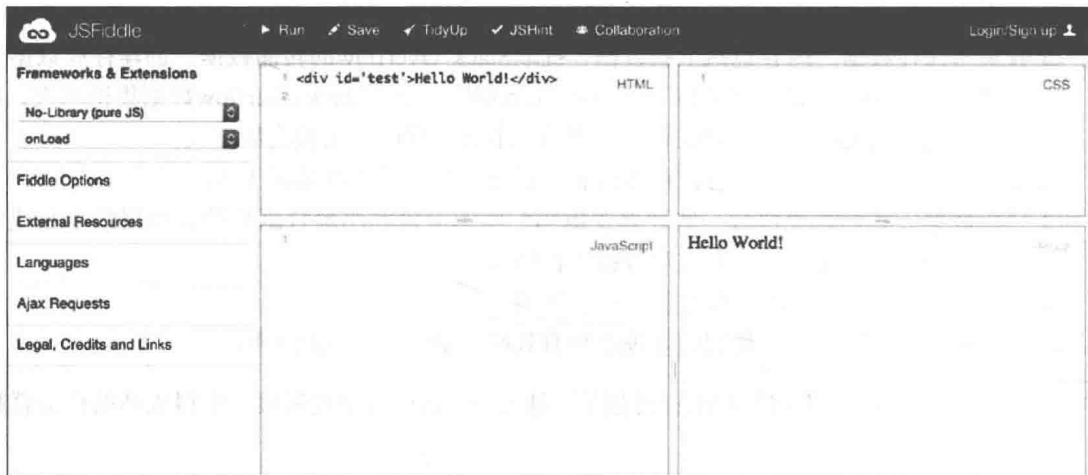 JSFiddle
Run Save TidyUp JSHint Collaboration Login/Sign up
Frameworks & Extensions
No-Library (pure JS)
onLoad
Fiddle Options
External Resources
Languages
Ajax Requests
Legal, Credits and Links
1 <div id='test'>Hello World!</div>
2
HTML
1
CSS
1
JavaScript
Hello World!